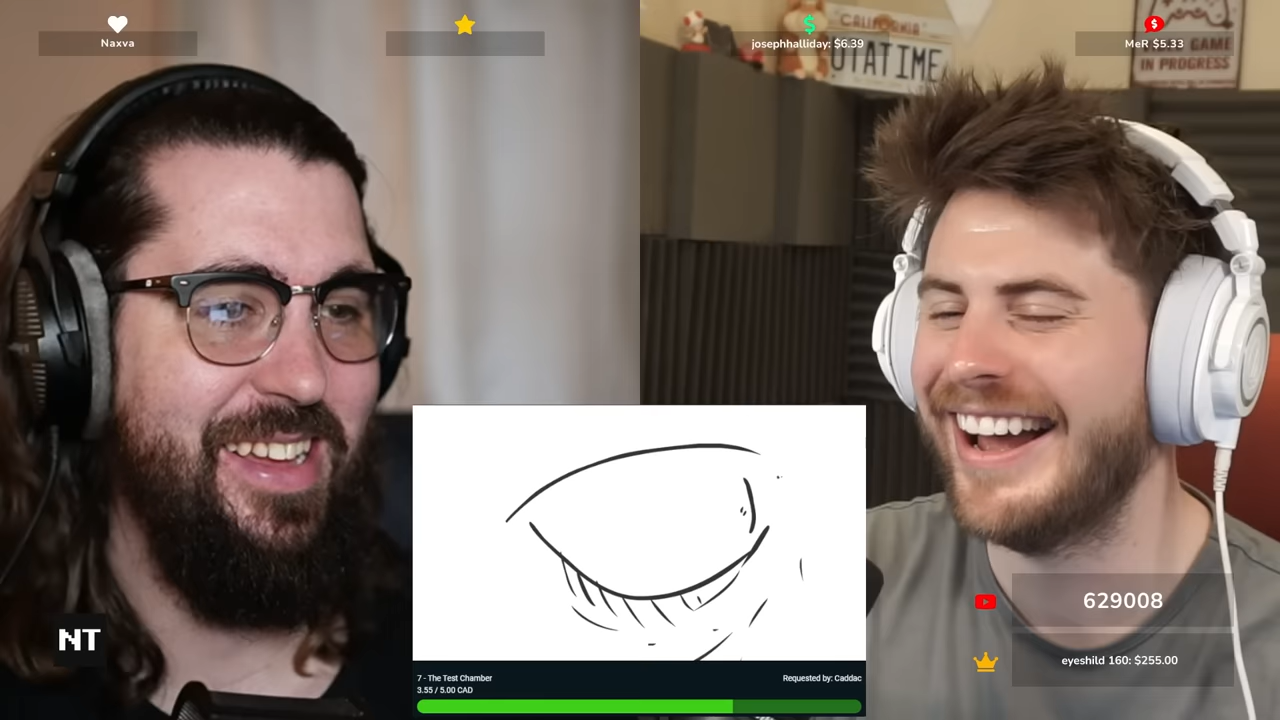 Naxva
josephhalliday: $6.39
MeR $5.33
CALIFORNIA
UTATIME
GAME
IN PROGRESS
NT
629008
eyeshild 160: $255.00
7 - The Test Chamber
Requested by: Caddac
3.55 / 5.00 CAD